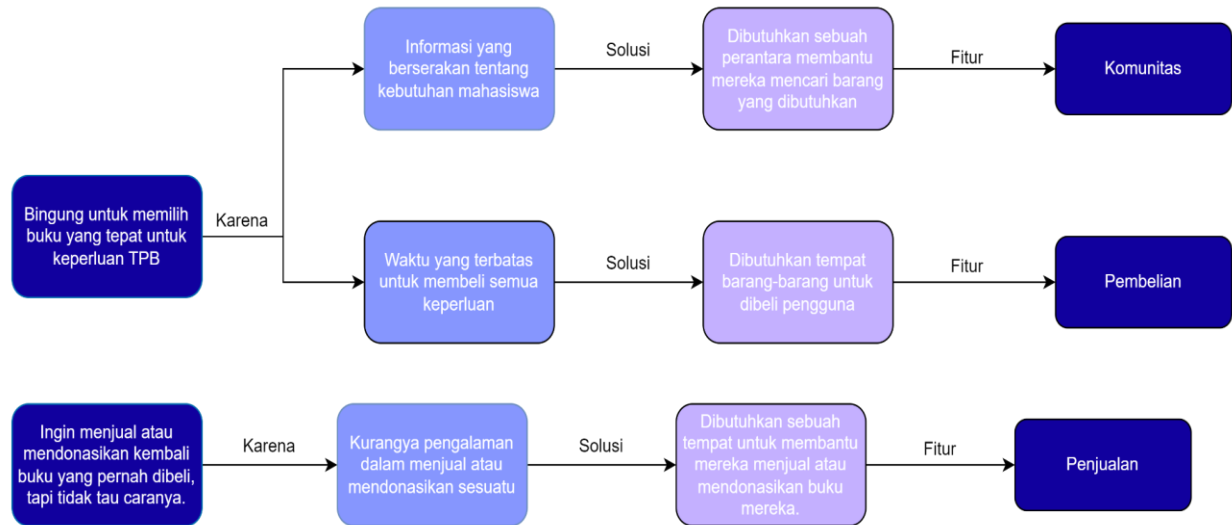 Informasi yang
berserakan tentang
kebutuhan mahasiswa
Solusi
Dibutuhkan sebuah
perantara membantu
mereka mencari barang
yang dibutuhkan
Fitur
Komunitas
Bingung untuk memilih
buku yang tepat untuk
keperluan TPB
Karena
Waktu yang terbatas
untuk membeli semua
keperluan
Solusi
Dibutuhkan tempat
barang-barang untuk
dibeli pengguna
Fitur
Pembelian
Ingin menjual atau
mendonasikan kembali
buku yang pernah dibeli,
tapi tidak tau caranya.
Karena
Kurangya pengalaman
dalam menjual atau
mendonasikan sesuatu
Solusi
Dibutuhkan sebuah
tempat untuk membantu
mereka menjual atau
mendonasikan buku
mereka.
Fitur
Penjualan